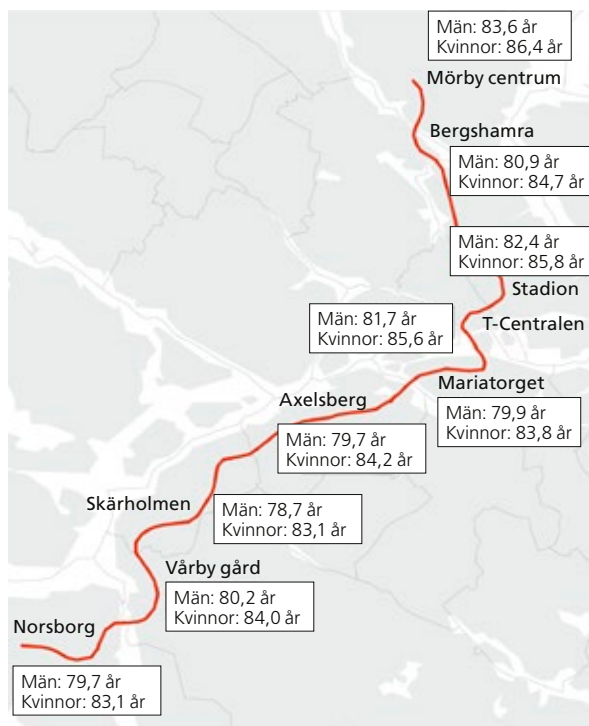 Män: 83,6 år
Kvinnor: 86,4 år
Mörby centrum
Bergshamra
Män: 80,9 år
Kvinnor: 84,7 år
Män: 82,4 år
Kvinnor: 85,8 år
Stadion
T-Centralen
Män: 81,7 år
Kvinnor: 85,6 år
Mariatorget
Män: 79,9 år
Kvinnor: 83,8 år
Axelsberg
Män: 79,7 år
Kvinnor: 84,2 år
Skärholmen
Män: 78,7 år
Kvinnor: 83,1 år
Vårby gård
Män: 80,2 år
Kvinnor: 84,0 år
Norsborg
Män: 79,7 år
Kvinnor: 83,1 år